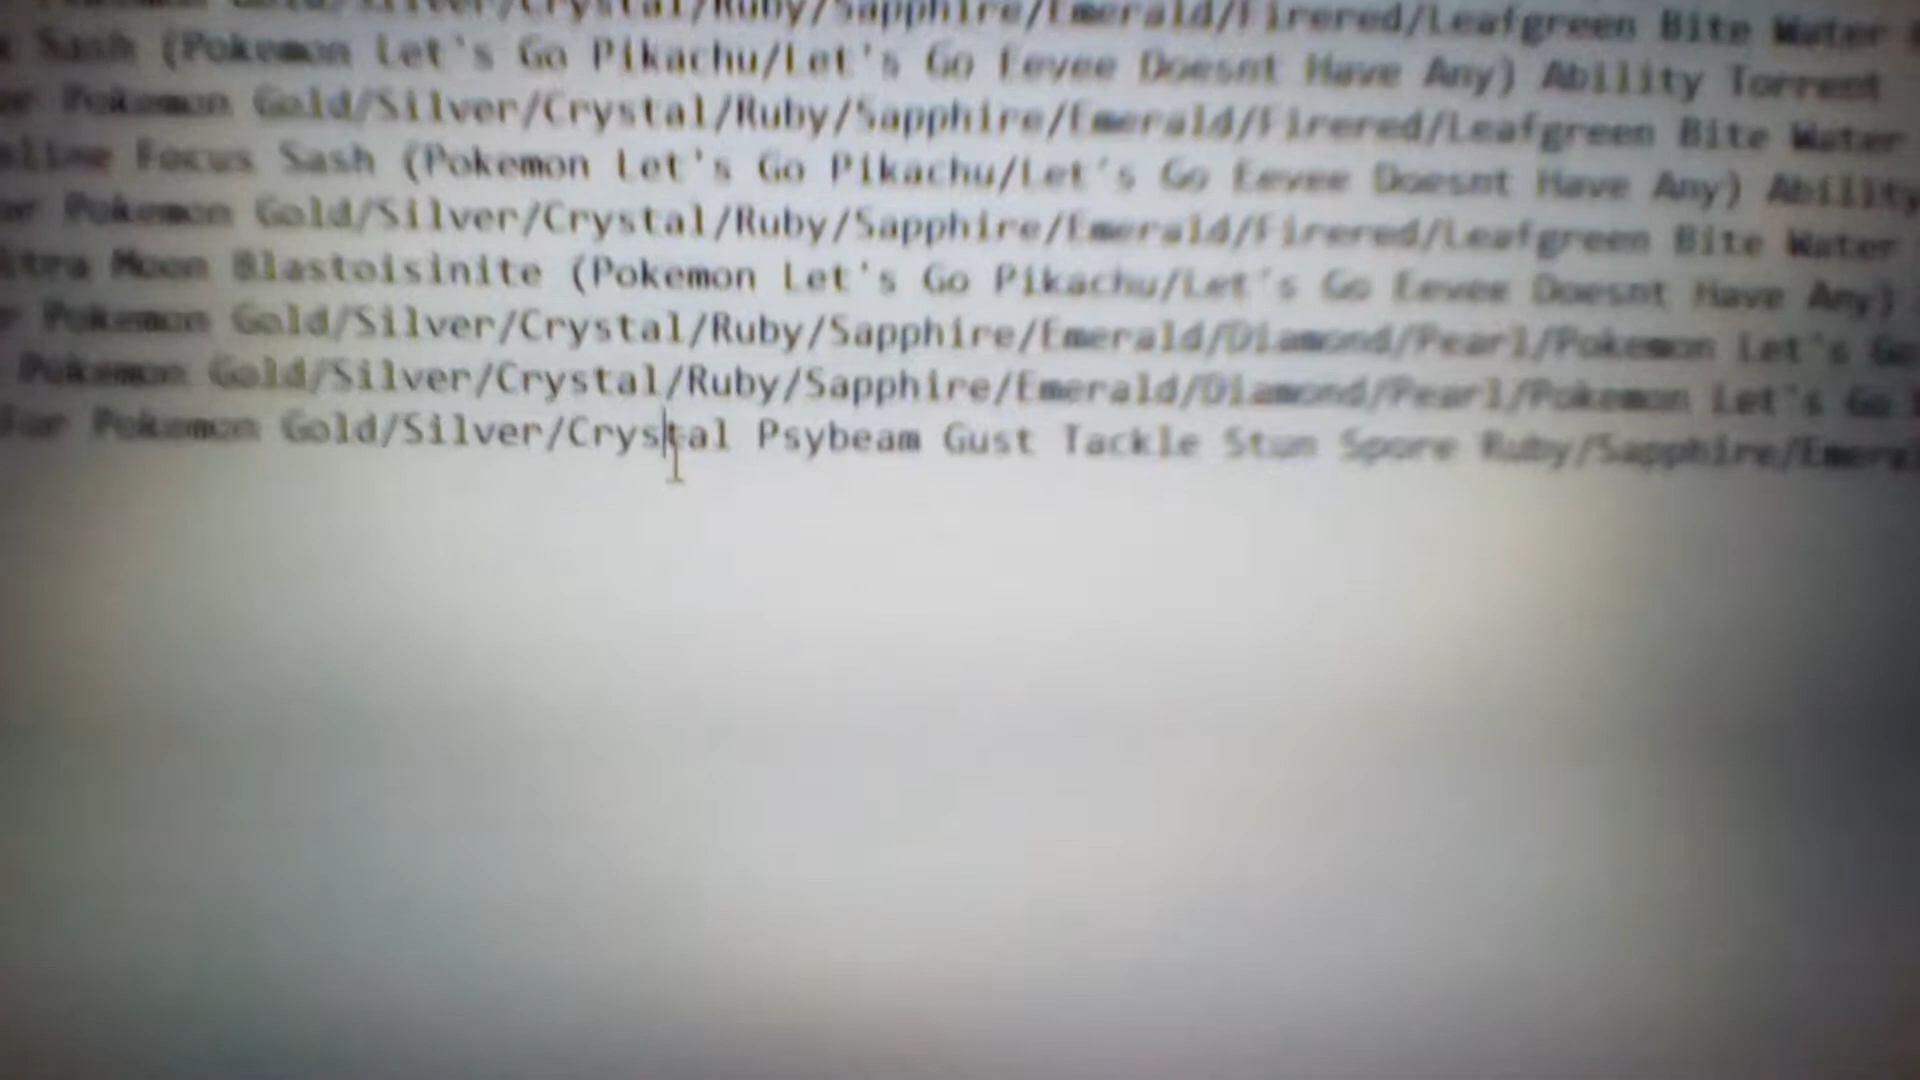 Gold/Silver/Crystal/Ruby/Sapphire/Emerald/Firered/Leafgreen Bite Water
Sash (Pokemon Let's Go Pikachu/Let's Go Eevee Doesnt Have Any) Ability Torrent
Pokemon Gold/Silver/Crystal/Ruby/Sapphire/Emerald/Firered/Leafgreen Bite Water
Focus Sash (Pokemon Let's Go Pikachu/Let's Go Eevee Doesnt Have Any) Ability
Pokemon Gold/Silver/Crystal/Ruby/Sapphire/Emerald/Firered/Leafgreen Bite Water
Moon Blastoisinite (Pokemon Let's Go Pikachu/Let's Go Eevee Doesnt Have Any)
Pokemon Gold/Silver/Crystal/Ruby/Sapphire/Emerald/Diamond/Pearl/Pokemon Let's Go
Pokemon Gold/Silver/Crystal/Ruby/Sapphire/Emerald/Diamond/Pearl/Pokemon Let's Go
For Pokemon Gold/Silver/Crystal Psybeam Gust Tackle Stun Spore Ruby/Sapphire/Emeral